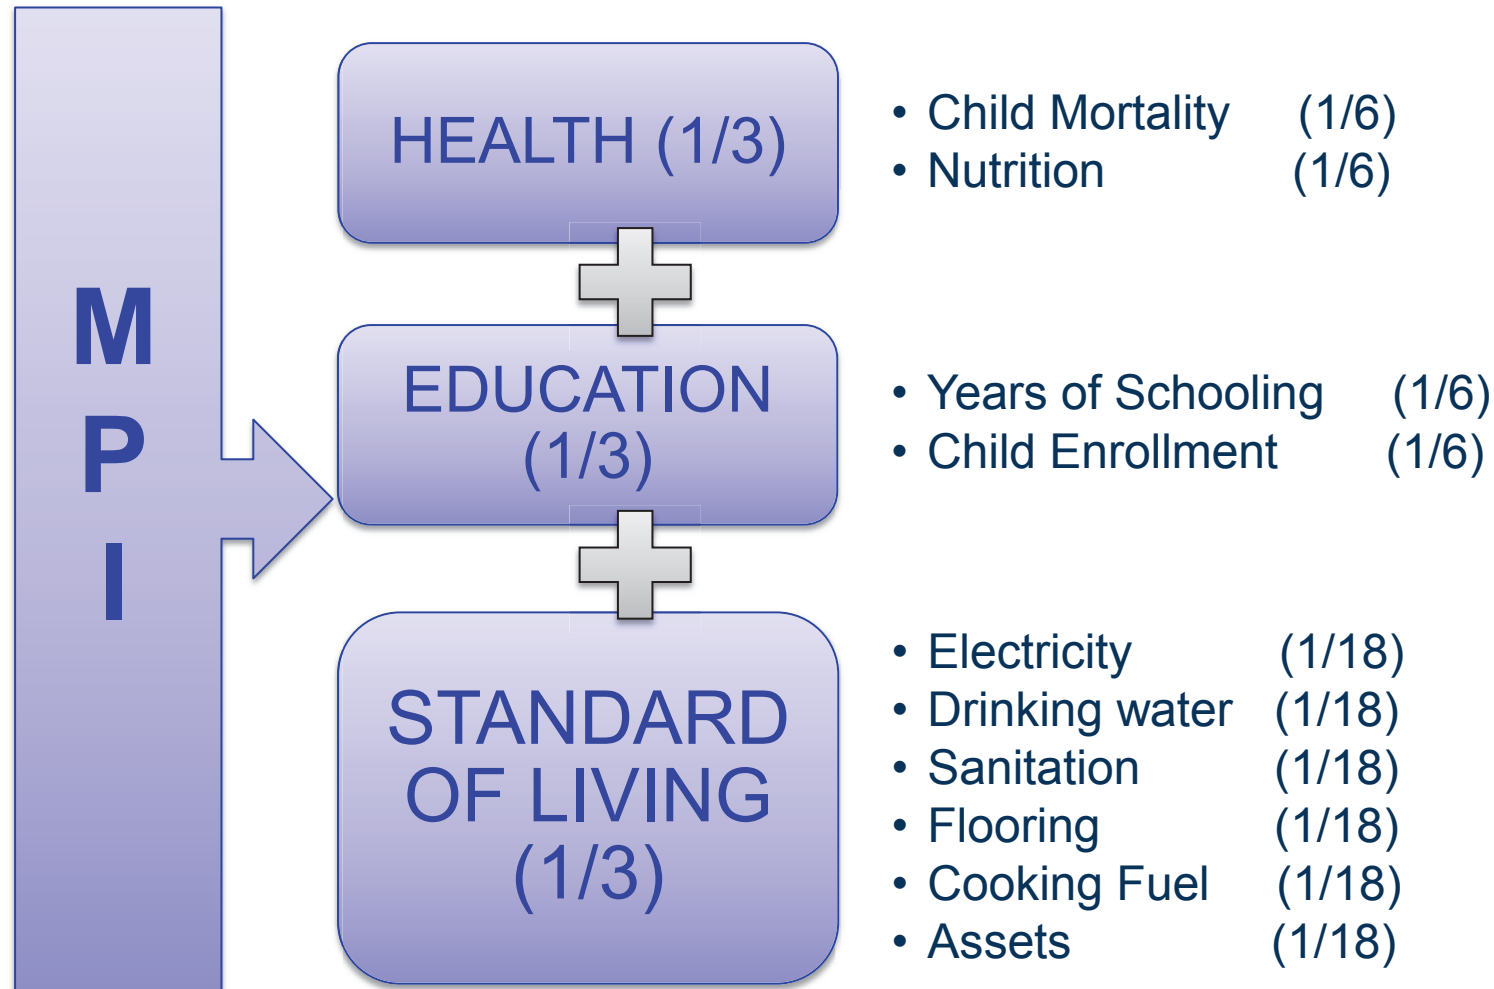 M
P
I
HEALTH (1/3)
• Child Mortality (1/6)
• Nutrition (1/6)
EDUCATION
(1/3)
• Years of Schooling (1/6)
• Child Enrollment (1/6)
STANDARD
OF LIVING
(1/3)
• Electricity (1/18)
• Drinking water (1/18)
• Sanitation (1/18)
• Flooring (1/18)
• Cooking Fuel (1/18)
• Assets (1/18)